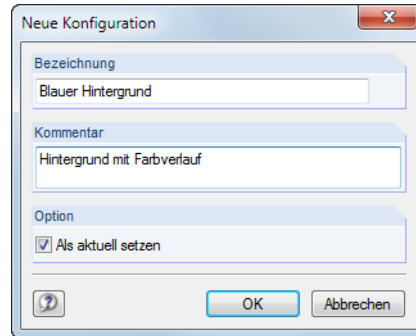 Neue Konfiguration
Bezeichnung
Blauer Hintergrund
Kommentar
Hintergrund mit Farbverlauf
Option
Als aktuell setzen
OK
Abbrechen